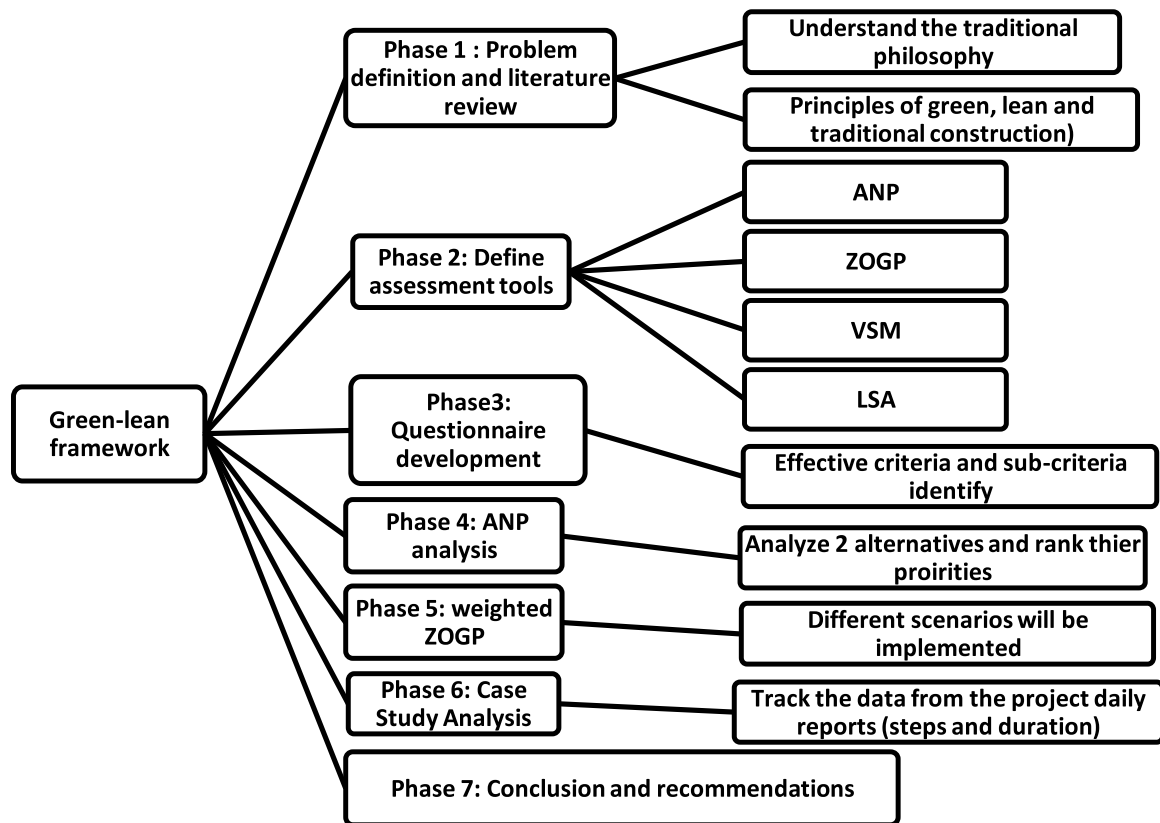 Green-lean
framework
Phase 1 : Problem
definition and literature
review
Understand the traditional
philosophy
Principles of green, lean and
traditional construction)
Phase 2: Define
assessment tools
ANP
ZOGP
VSM
LSA
Phase3:
Questionnaire
development
Effective criteria and sub-criteria
identify
Phase 4: ANP
analysis
Analyze 2 alternatives and rank thier
proirities
Phase 5: weighted
ZOGP
Different scenarios will be
implemented
Phase 6: Case
Study Analysis
Track the data from the project daily
reports (steps and duration)
Phase 7: Conclusion and recommendations